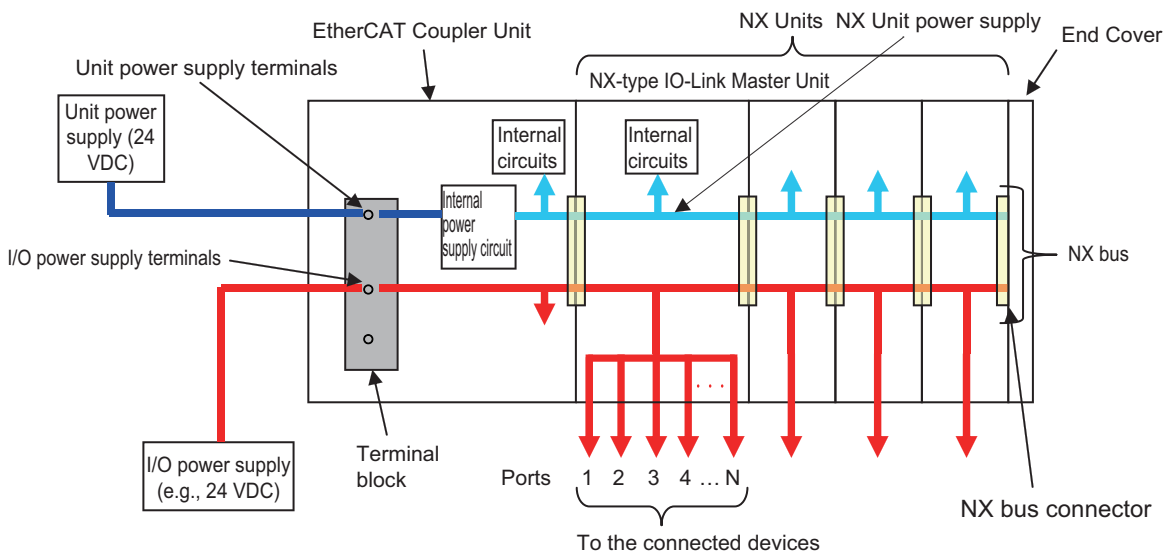 NX Units
NX Unit power supply
EtherCAT Coupler Unit
End Cover
Unit power supply terminals
NX-type IO-Link Master Unit
Unit power
supply (24
VDC)
Internal
circuits
Internal
circuits
Internal
power
supply circuit
I/O power supply terminals
NX bus
I/O power supply
(e.g., 24 VDC)
Terminal
block
Ports 1 2 3 4 ... N
NX bus connector
To the connected devices